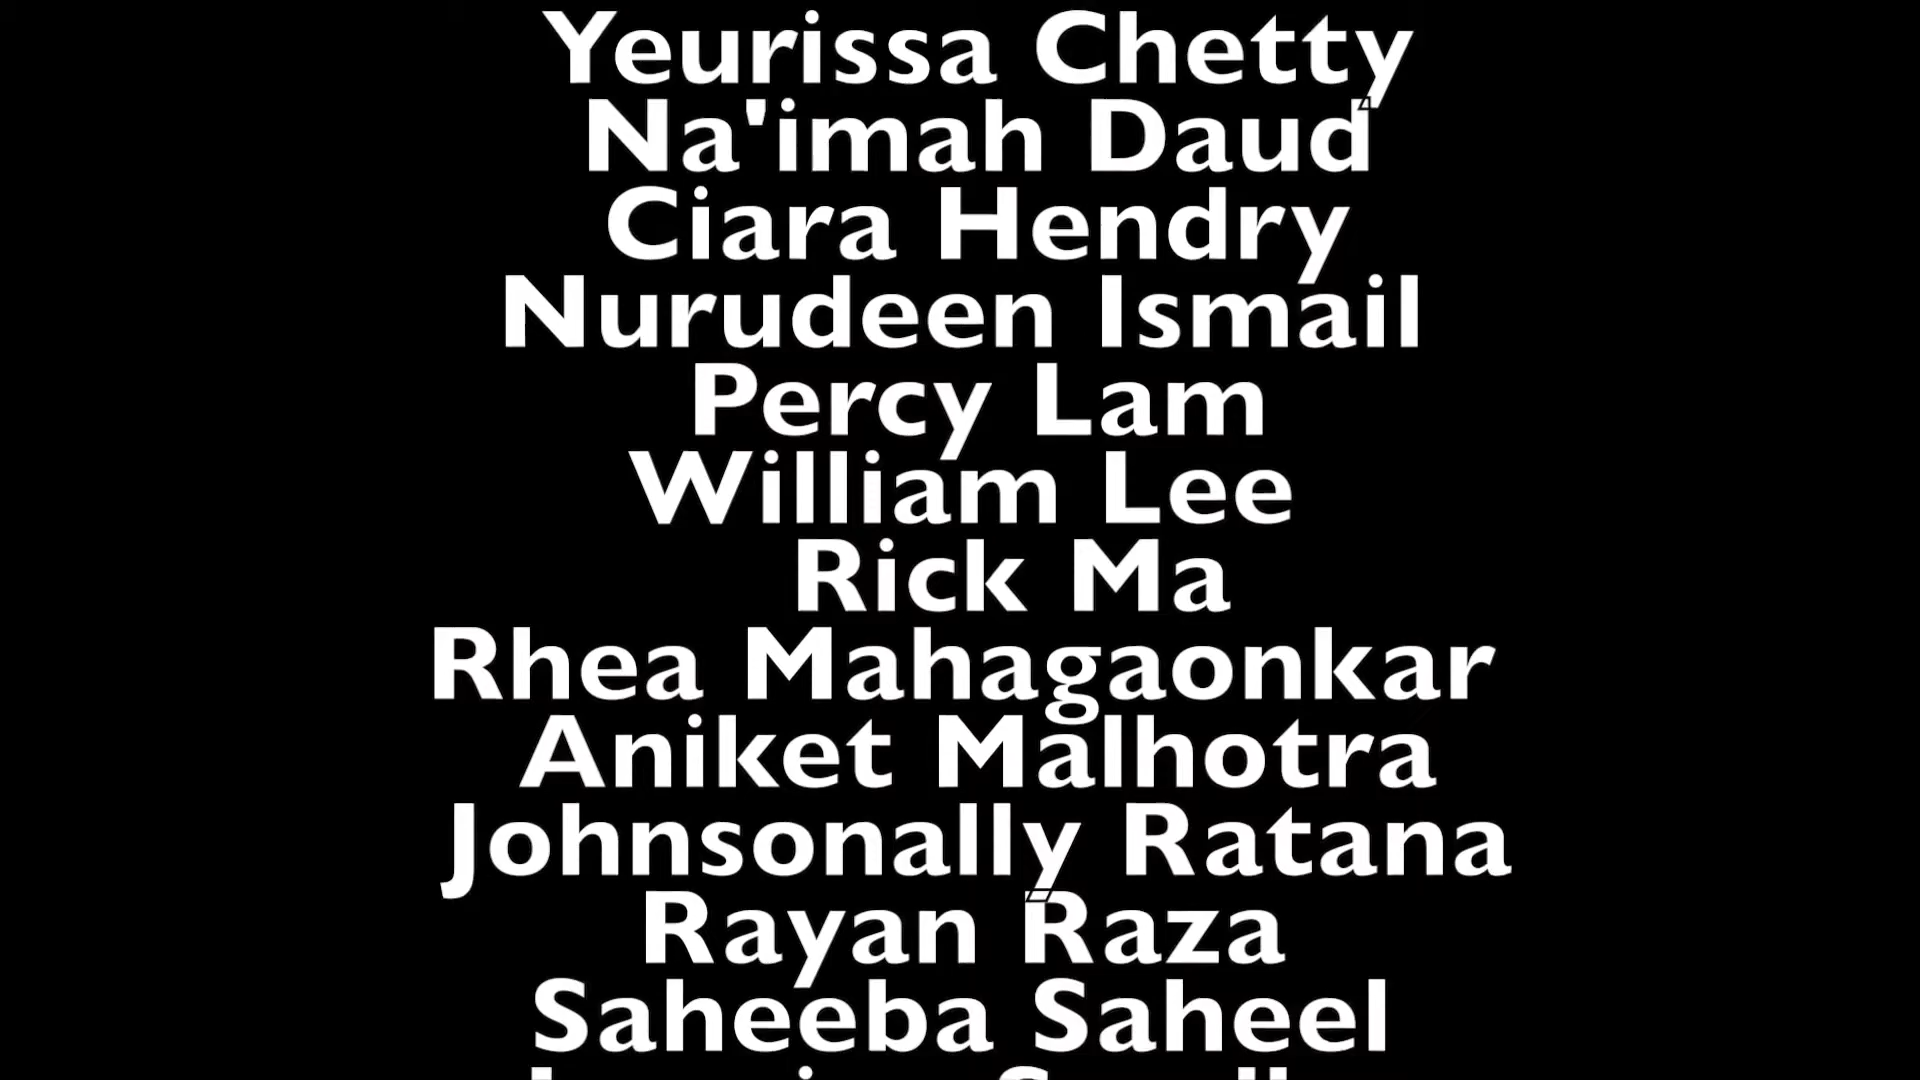 Yeurissa Chetty
Na'imah Daud
Ciara Hendry
Nurudeen Ismail
Percy Lam
William Lee
Rick Ma
Rhea Mahagaonkar
Aniket Malhotra
Johnsonally Ratana
Rayan Raza
Saheeba Saheel